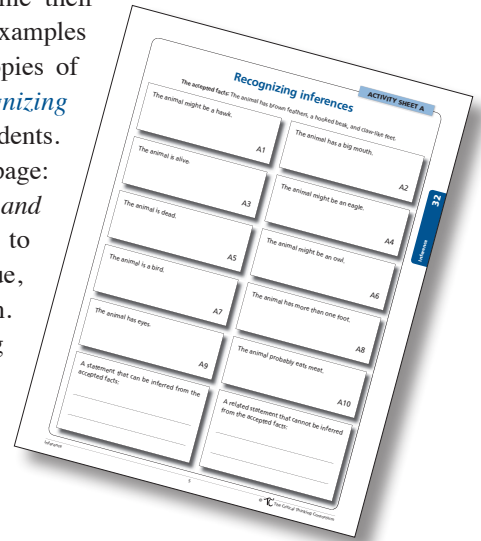 me then
xamples
pies of
gnizing
dents.
page:
and
to
ue,
n.
g
ACTIVITY SHEET A
Recognizing inferences
The accepted facts: The animal has brown feathers, a hooked beak, and claw-like feet.
The animal might be a hawk.
A1
The animal has a big mouth.
A2
The animal is alive.
A3
The animal might be an eagle.
A4
The animal is dead.
A5
The animal might be an owl.
A6
The animal is a bird.
A7
The animal has more than one foot.
A8
The animal has eyes.
A9
The animal probably eats meat.
A10
A statement that can be inferred from the
accepted facts:
A related statement that cannot be inferred
from the accepted facts:
32
Inference
Inference
© TC The Critical Thinking Consortium